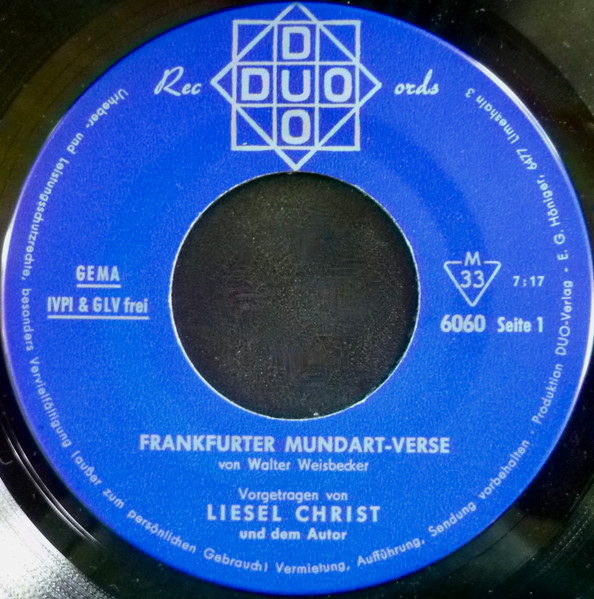 DUO
DUO
Rec ords
GEMA
IVPI & GLV frei
M
33
7:17
6060 Seite 1
FRANKFURTER MUNDART-VERSE
von Walter Weisbecker
Vorgetragen von
LIESEL CHRIST
und dem Autor
Urheber- und Leistungsschutzrechte, besonders Vervielfältigung (außer zum persönlichen Gebrauch) Vermietung, Aufführung, Sendung vorbehalten. Produktion DUO-Verlag - E. G. Höniger, 6477 Limeshain 3